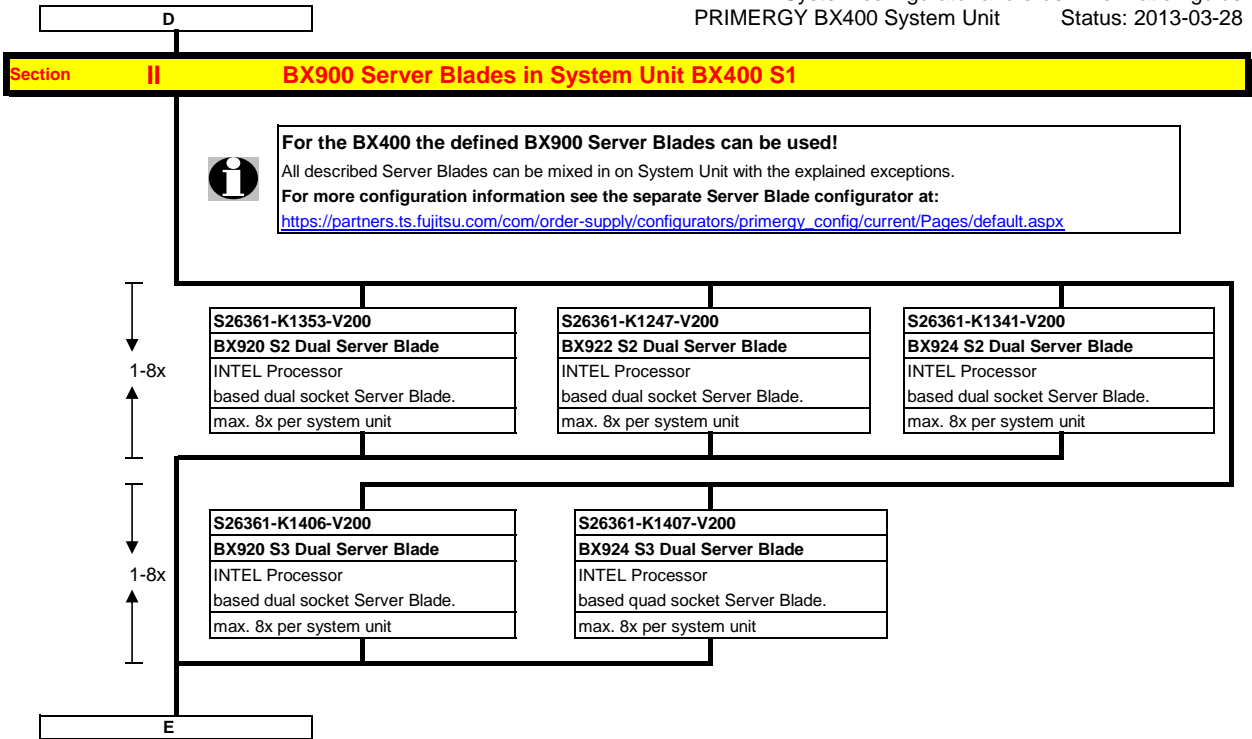 D
PRIMERGY BX400 System Unit Status: 2013-03-28
Section II BX900 Server Blades in System Unit BX400 S1
For the BX400 the defined BX900 Server Blades can be used!
All described Server Blades can be mixed in on System Unit with the explained exceptions.
For more configuration information see the separate Server Blade configurator at:
https://partners.ts.fujitsu.com/com/order-supply/configurators/primergy_config/current/Pages/default.aspx
1-8x
S26361-K1353-V200
BX920 S2 Dual Server Blade
INTEL Processor
based dual socket Server Blade.
max. 8x per system unit
S26361-K1247-V200
BX922 S2 Dual Server Blade
INTEL Processor
based dual socket Server Blade.
max. 8x per system unit
S26361-K1341-V200
BX924 S2 Dual Server Blade
INTEL Processor
based dual socket Server Blade.
max. 8x per system unit
1-8x
S26361-K1406-V200
BX920 S3 Dual Server Blade
INTEL Processor
based dual socket Server Blade.
max. 8x per system unit
S26361-K1407-V200
BX924 S3 Dual Server Blade
INTEL Processor
based quad socket Server Blade.
max. 8x per system unit
E